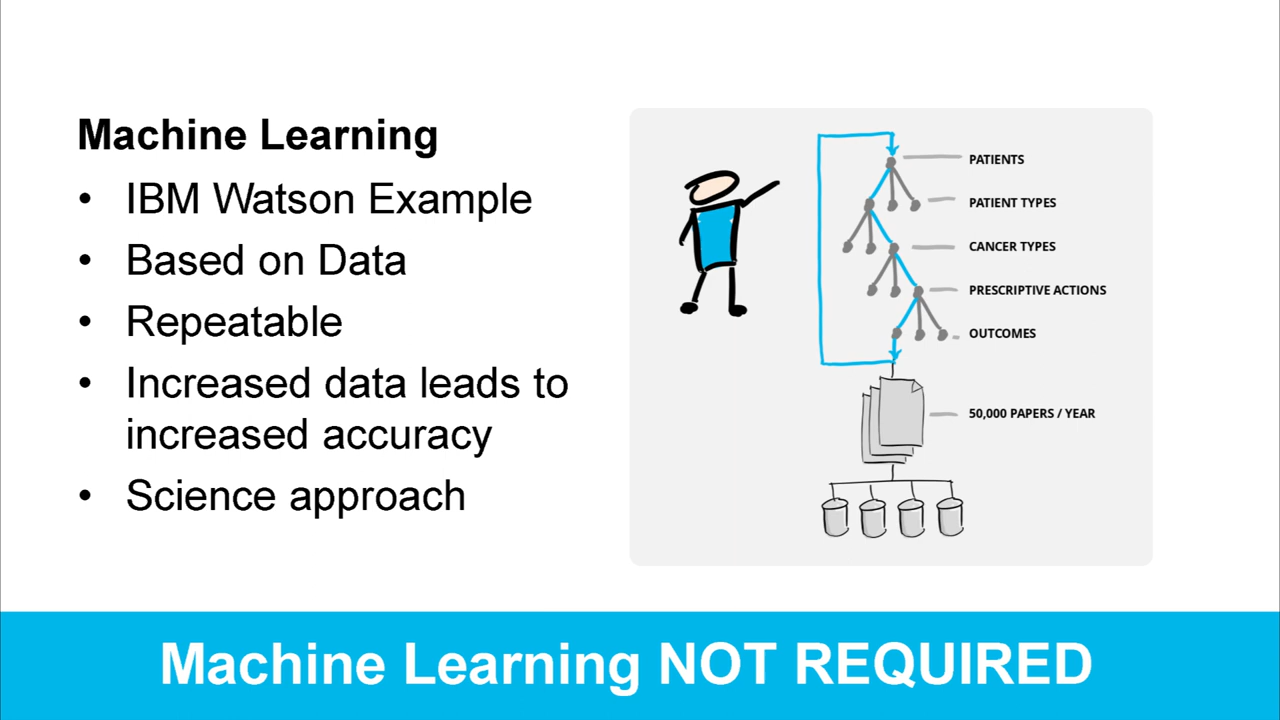 Machine Learning
• IBM Watson Example
• Based on Data
• Repeatable
• Increased data leads to
increased accuracy
• Science approach
PATIENTS
PATIENT TYPES
CANCER TYPES
PRESCRIPTIVE ACTIONS
OUTCOMES
50,000 PAPERS / YEAR
Machine Learning NOT REQUIRED